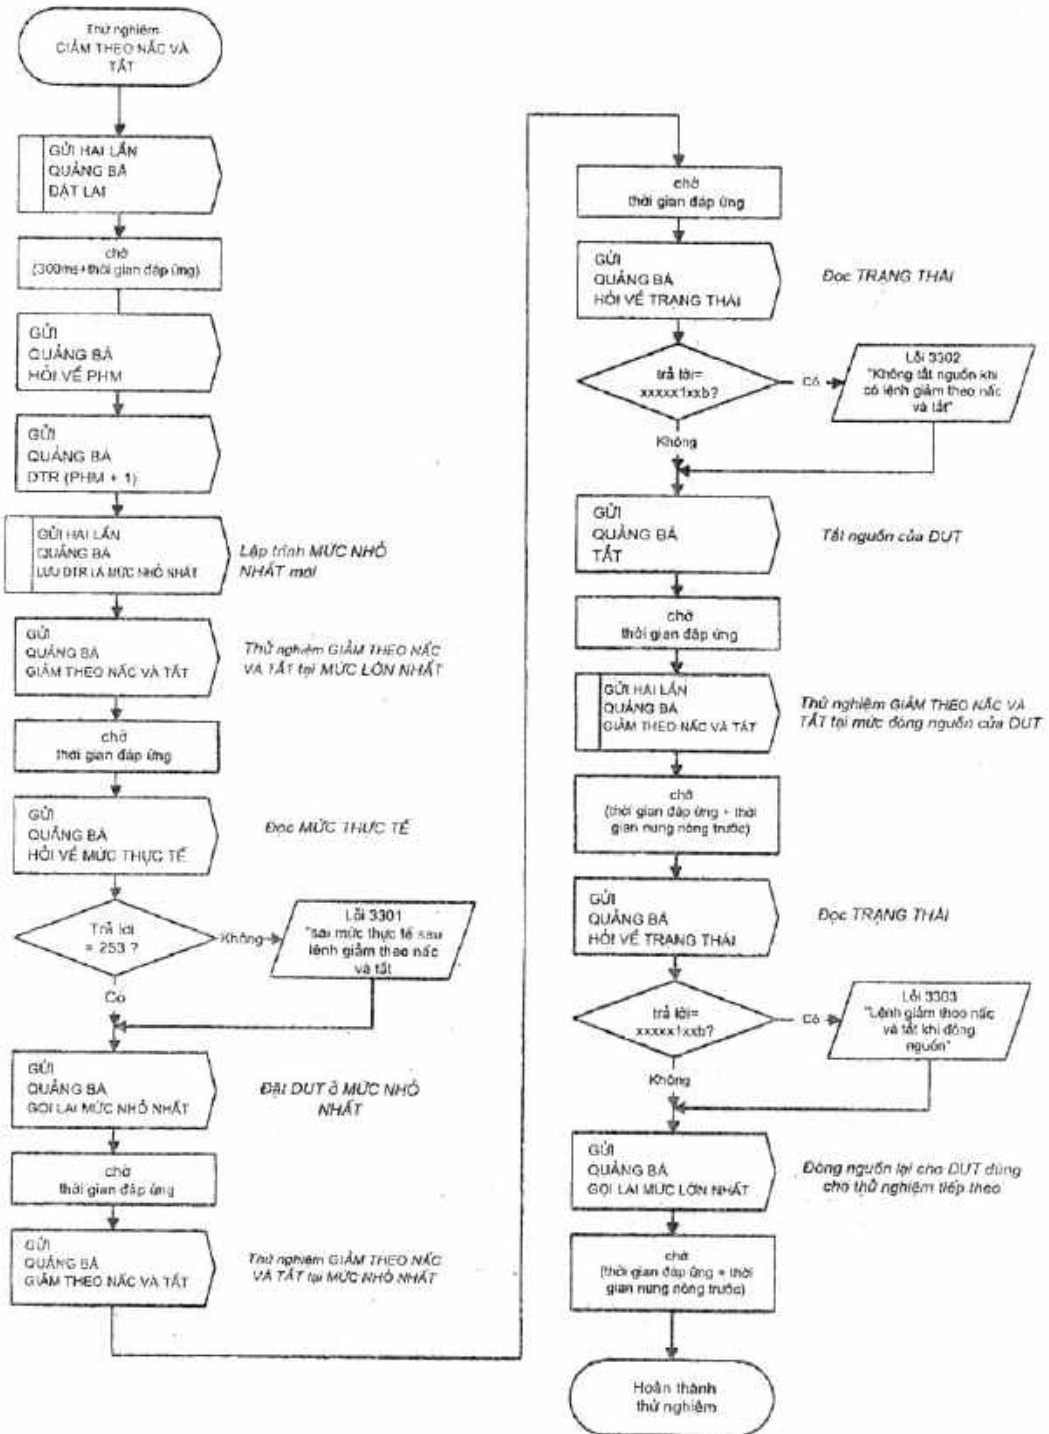 Thử nghiệm
GIẢM THEO NẤC VÀ
TẮT
GỬI HAI LẦN
QUẢNG BÁ
ĐẶT LẠI
chờ
(300ms+thời gian đáp ứng)
GỬI
QUẢNG BÁ
HỎI VỀ PHM
GỬI
QUẢNG BÁ
DTR (PHM + 1)
GỬI HAI LẦN
QUẢNG BÁ
LƯU DTR LÀ MỨC NHỎ NHẤT
Lập trình MỨC NHỎ
NHẤT mới
GỬI
QUẢNG BÁ
GIẢM THEO NẤC VÀ TẮT
Thử nghiệm GIẢM THEO NẤC
VÀ TẮT tại MỨC LỚN NHẤT
chờ
thời gian đáp ứng
GỬI
QUẢNG BÁ
HỎI VỀ MỨC THỰC TẾ
Đọc MỨC THỰC TẾ
Trả lời
= 253 ?
Không
Lỗi 3301
"sai mức thực tế sau
lệnh giảm theo nấc
và tắt
Có
GỬI
QUẢNG BÁ
GỌI LẠI MỨC NHỎ NHẤT
Đặt DUT ở MỨC NHỎ
NHẤT
chờ
thời gian đáp ứng
GỬI
QUẢNG BÁ
GIẢM THEO NẤC VÀ TẮT
Thử nghiệm GIẢM THEO NẤC
VÀ TẮT tại MỨC NHỎ NHẤT
chờ
thời gian đáp ứng
GỬI
QUẢNG BÁ
HỎI VỀ TRẠNG THÁI
Đọc TRẠNG THÁI
trả lời=
xxxxx1xxb?
Có
Lỗi 3302
"Không tắt nguồn khi
có lệnh giảm theo nấc
và tắt"
Không
GỬI
QUẢNG BÁ
TẮT
Tắt nguồn của DUT
chờ
thời gian đáp ứng
GỬI HAI LẦN
QUẢNG BÁ
GIẢM THEO NẤC VÀ TẮT
Thử nghiệm GIẢM THEO NẤC VÀ
TẮT tại mức đóng nguồn của DUT
chờ
(thời gian đáp ứng + thời
gian nung nóng trước)
GỬI
QUẢNG BÁ
HỎI VỀ TRẠNG THÁI
Đọc TRẠNG THÁI
trả lời=
xxxxx1xxb?
Có
Lỗi 3303
"Lệnh giảm theo nấc
và tắt khi đóng
nguồn"
Không
GỬI
QUẢNG BÁ
GỌI LẠI MỨC LỚN NHẤT
Đóng nguồn lại cho DUT dùng
cho thử nghiệm tiếp theo
chờ
(thời gian đáp ứng + thời
gian nung nóng trước)
Hoàn thành
thử nghiệm